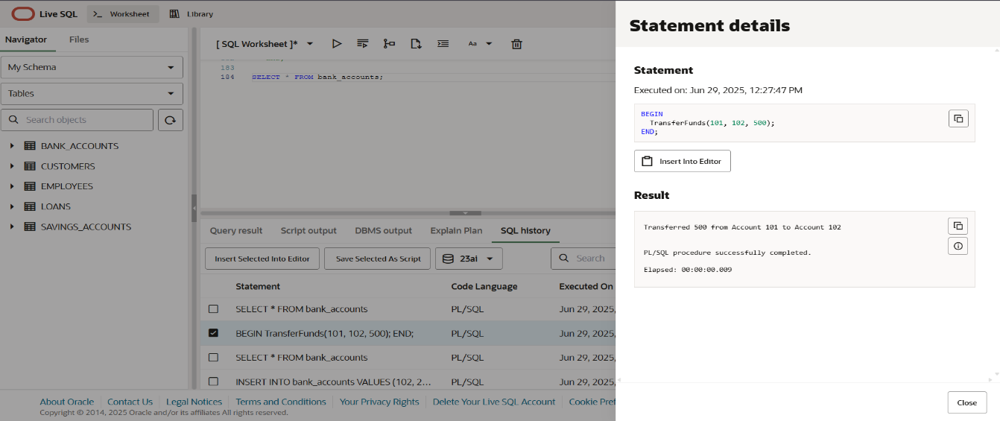 Live SQL
Worksheet
Library
Navigator
Files
My Schema
Tables
Search objects
BANK_ACCOUNTS
CUSTOMERS
EMPLOYEES
LOANS
SAVINGS_ACCOUNTS
[ SQL Worksheet ]*
Aa
183
184 SELECT * FROM bank_accounts;
Query result
Script output
DBMS output
Explain Plan
SQL history
Insert Selected Into Editor
Save Selected As Script
23ai
Search
Statement Code Language Executed On
SELECT * FROM bank_accounts PL/SQL Jun 29, 2025,
BEGIN TransferFunds(101, 102, 500); END; PL/SQL Jun 29, 2025,
SELECT * FROM bank_accounts PL/SQL Jun 29, 2025,
INSERT INTO bank_accounts VALUES (102, 2... PL/SQL Jun 29, 2025,
Statement details
Statement
Executed on: Jun 29, 2025, 12:27:47 PM
BEGIN
TransferFunds(101, 102, 500);
END;
Insert Into Editor
Result
Transferred 500 from Account 101 to Account 102
PL/SQL procedure successfully completed.
Elapsed: 00:00:00.009
Close
About Oracle Contact Us Legal Notices Terms and Conditions Your Privacy Rights Delete Your Live SQL Account Cookie Pref
Copyright © 2014, 2025 Oracle and/or its affiliates All rights reserved.